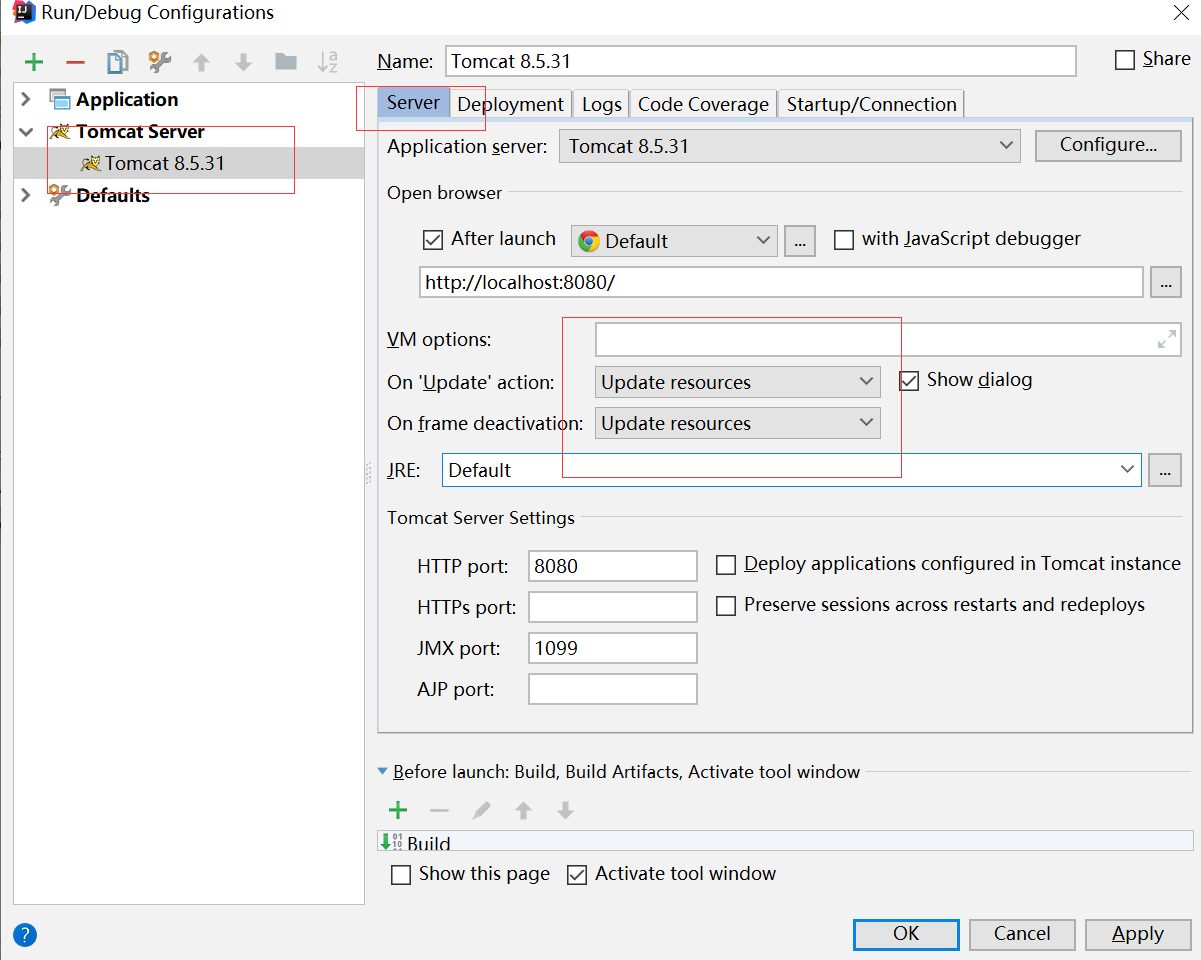 Run/Debug Configurations
Name: Tomcat 8.5.31 Share
Application
Tomcat Server
Tomcat 8.5.31
Defaults
Server Deployment Logs Code Coverage Startup/Connection
Application server: Tomcat 8.5.31 Configure...
Open browser
After launch Default ... with JavaScript debugger
http://localhost:8080/ ...
VM options:
On 'Update' action: Update resources Show dialog
On frame deactivation: Update resources
JRE: Default ...
Tomcat Server Settings
HTTP port: 8080 Deploy applications configured in Tomcat instance
HTTPs port: Preserve sessions across restarts and redeploys
JMX port: 1099
AJP port:
Before launch: Build, Build Artifacts, Activate tool window
Build
Show this page Activate tool window
? OK Cancel Apply